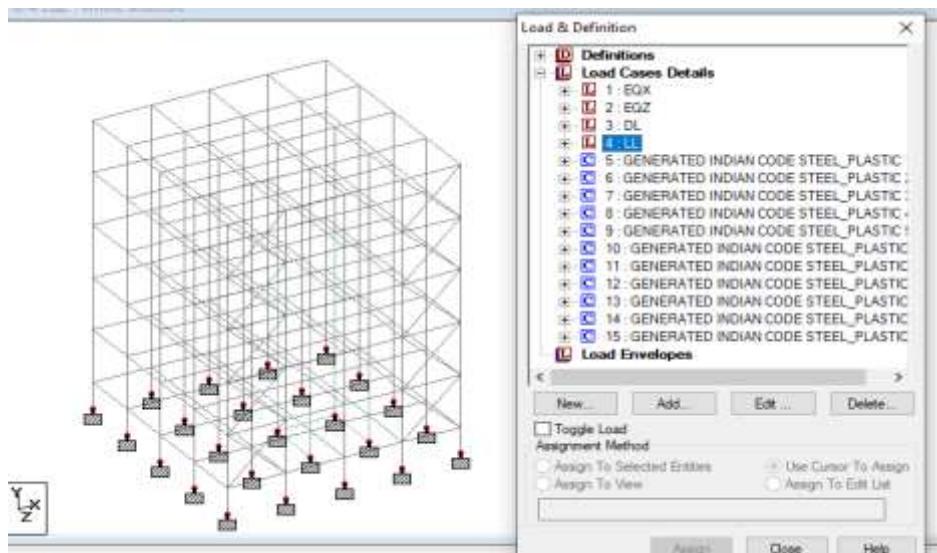 Load & Definition
Definitions
Load Cases Details
1 : EQX
2 : EQZ
3 : DL
4 : LL
5 : GENERATED INDIAN CODE STEEL_PLASTIC
6 : GENERATED INDIAN CODE STEEL_PLASTIC
7 : GENERATED INDIAN CODE STEEL_PLASTIC
8 : GENERATED INDIAN CODE STEEL_PLASTIC
9 : GENERATED INDIAN CODE STEEL_PLASTIC
10 : GENERATED INDIAN CODE STEEL_PLASTIC
11 : GENERATED INDIAN CODE STEEL_PLASTIC
12 : GENERATED INDIAN CODE STEEL_PLASTIC
13 : GENERATED INDIAN CODE STEEL_PLASTIC
14 : GENERATED INDIAN CODE STEEL_PLASTIC
15 : GENERATED INDIAN CODE STEEL_PLASTIC
Load Envelopes
New... Add... Edit ... Delete...
Toggle Load
Assignment Method
Assign To Selected Entities Use Cursor To Assign
Assign To View Assign To Edit List
Assign Close Help
Y
X
Z